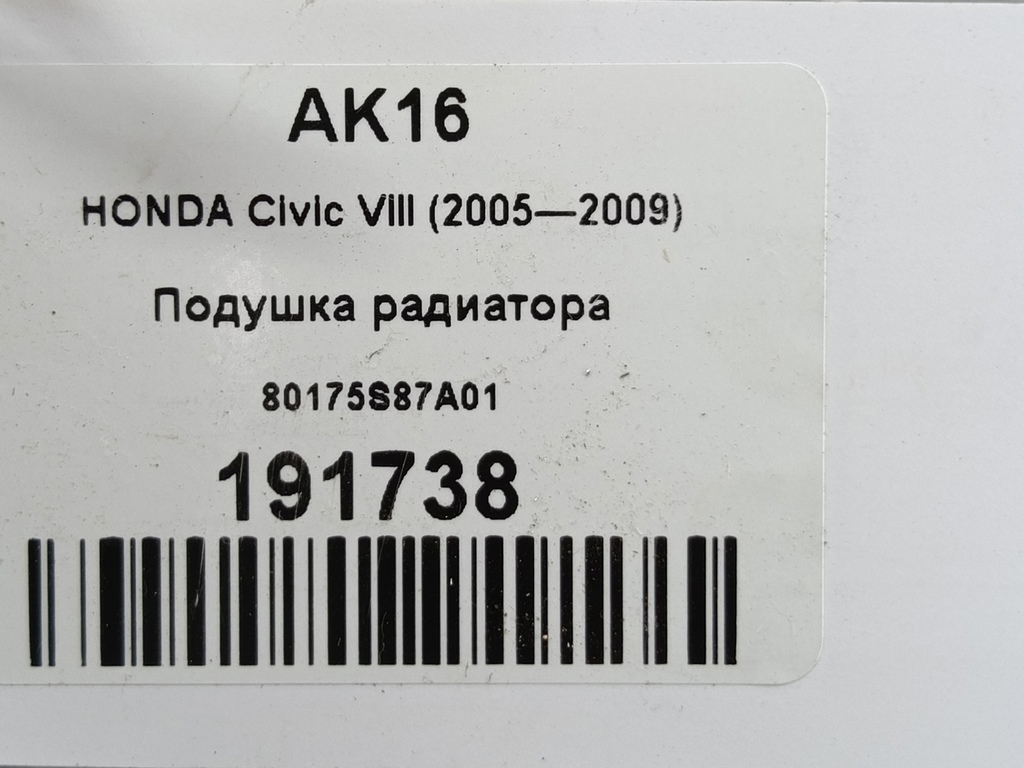 AK16
HONDA Civic VIII (2005—2009)
Подушка радиатора
80175S87A01
191738